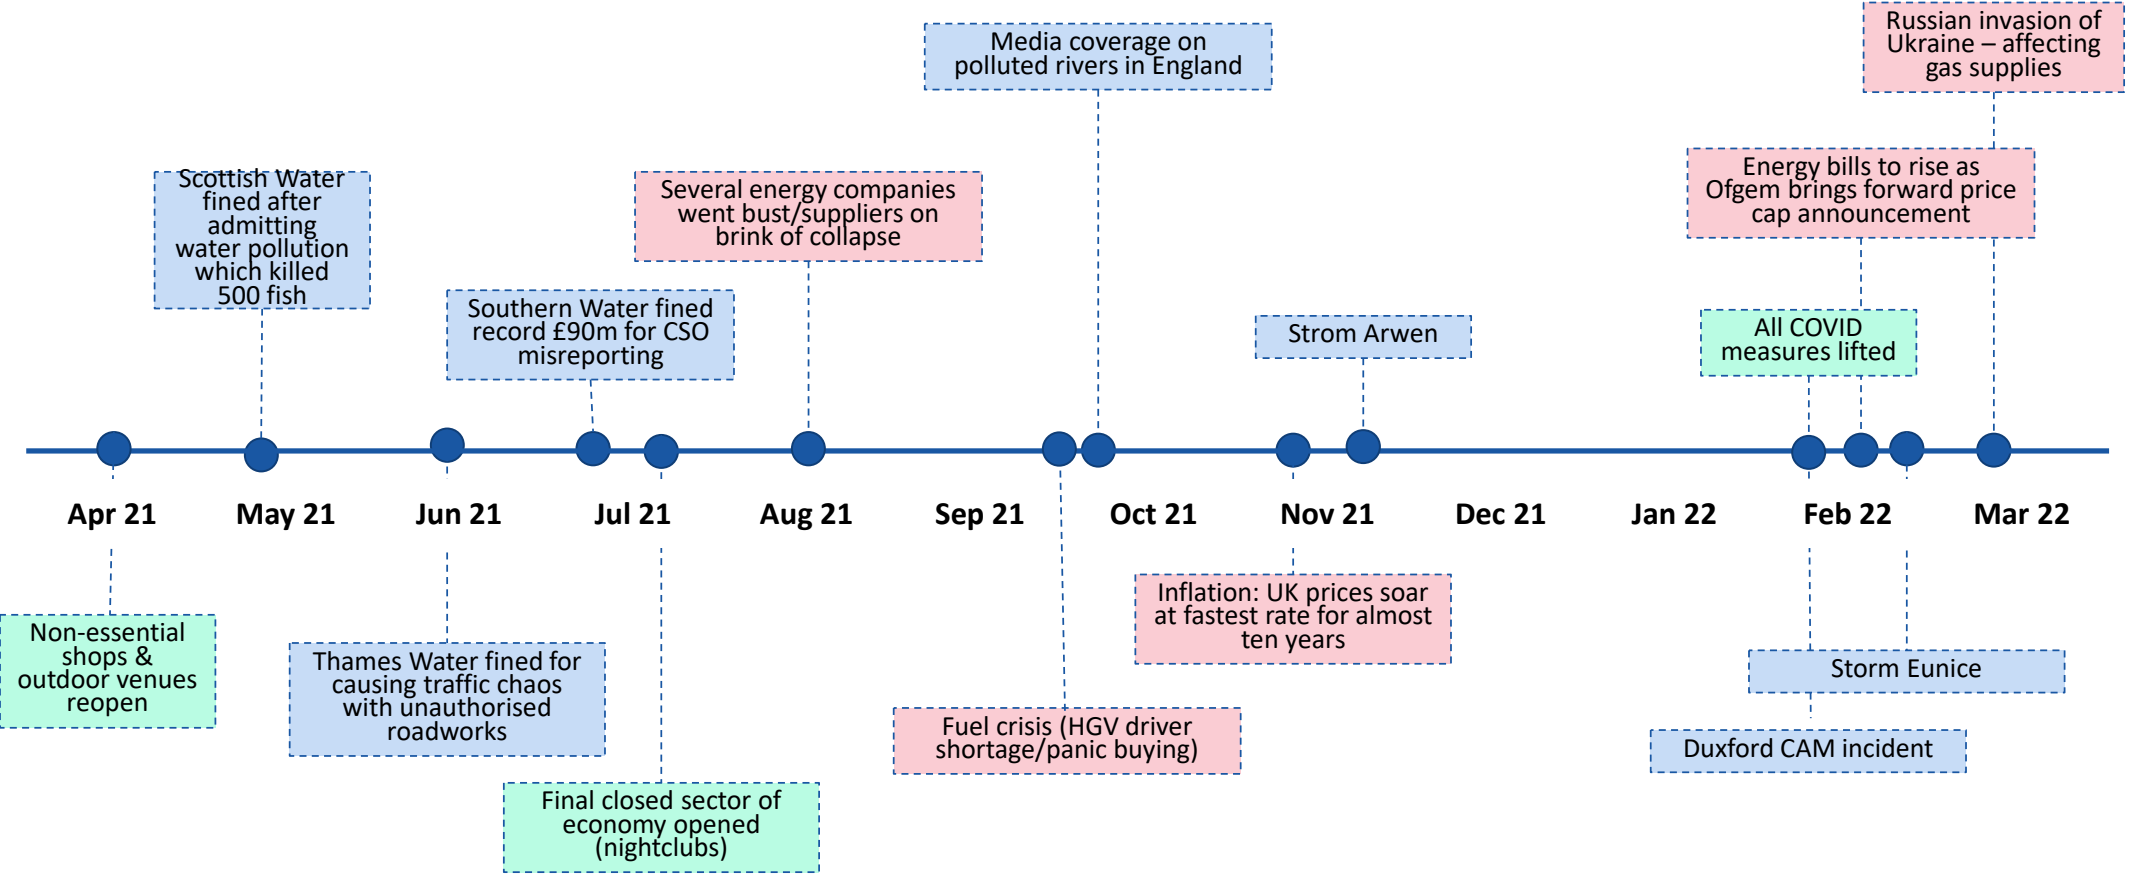 Russian invasion of
Ukraine – affecting
gas supplies
Media coverage on
polluted rivers in England
Energy bills to rise as
Ofgem brings forward price
cap announcement
Scottish Water
fined after
admitting
water pollution
which killed
500 fish
Several energy companies
went bust/suppliers on
brink of collapse
Southern Water fined
record £90m for CSO
misreporting
Strom Arwen
All COVID
measures lifted
Apr 21
May 21
Jun 21
Jul 21
Aug 21
Sep 21
Oct 21
Nov 21
Dec 21
Jan 22
Feb 22
Mar 22
Non-essential
shops &
outdoor venues
reopen
Thames Water fined for
causing traffic chaos
with unauthorised
roadworks
Final closed sector of
economy opened
(nightclubs)
Fuel crisis (HGV driver
shortage/panic buying)
Inflation: UK prices soar
at fastest rate for almost
ten years
Storm Eunice
Duxford CAM incident